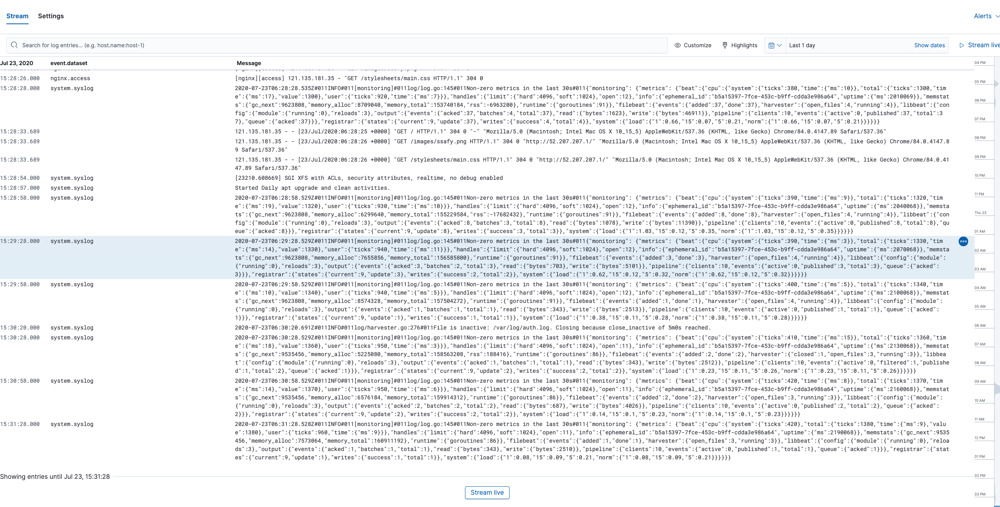 Stream Settings Alerts
Search for log entries... (e.g. host.name:host-1) Customize Highlights Last 1 day Show dates Stream live
Jul 23, 2020 event.dataset Message
15:28:26.000 nginx.access [nginx][access] 121.135.181.35 - "GET /stylesheets/main.css HTTP/1.1" 304 0
15:28:28.000 system.syslog 2020-07-23T06:28:28.535Z#011INFO#011[monitoring]#011log/log.go:145#011Non-zero metrics in the last 30s#011{"monitoring": {"metrics": {"beat":{"cpu":{"system":{"ticks":380,"time":{"ms":10}},"total":{"ticks":1300,"tim
e":{"ms":17},"value":1300},"user":{"ticks":920,"time":{"ms":7}}},"handles":{"limit":{"hard":4096,"soft":1024},"open":12},"info":{"ephemeral_id":"b5a15397-7fce-453c-b9ff-cdda3e986a64","uptime":{"ms":2010069}},"memstat
s":{"gc_next":9623808,"memory_alloc":8709040,"memory_total":153740184,"rss":-6963200},"runtime":{"goroutines":91}},"filebeat":{"events":{"added":37,"done":37},"harvester":{"open_files":4,"running":4}},"libbeat":{"con
fig":{"module":{"running":0},"reloads":3},"output":{"events":{"acked":37,"batches":4,"total":37},"read":{"bytes":1623},"write":{"bytes":46911}},"pipeline":{"clients":10,"events":{"active":0,"published":37,"total":3
7},"queue":{"acked":37}}},"registrar":{"states":{"current":9,"update":37},"writes":{"success":4,"total":4}},"system":{"load":{"1":0.66,"15":0.07,"5":0.21,"norm":{"1":0.66,"15":0.07,"5":0.21}}}}}}
15:28:33.689 121.135.181.35 - - [23/Jul/2020:06:28:25 +0000] "GET / HTTP/1.1" 304 0 "-" "Mozilla/5.0 (Macintosh; Intel Mac OS X 10_15_5) AppleWebKit/537.36 (KHTML, like Gecko) Chrome/84.0.4147.89 Safari/537.36"
15:28:33.689 121.135.181.35 - - [23/Jul/2020:06:28:26 +0000] "GET /images/ssafy.png HTTP/1.1" 304 0 "http://52.207.207.1/" "Mozilla/5.0 (Macintosh; Intel Mac OS X 10_15_5) AppleWebKit/537.36 (KHTML, like Gecko) Chrome/84.0.4147.8
9 Safari/537.36"
15:28:33.689 121.135.181.35 - - [23/Jul/2020:06:28:26 +0000] "GET /stylesheets/main.css HTTP/1.1" 304 0 "http://52.207.207.1/" "Mozilla/5.0 (Macintosh; Intel Mac OS X 10_15_5) AppleWebKit/537.36 (KHTML, like Gecko) Chrome/84.0.41
47.89 Safari/537.36"
15:28:54.000 system.syslog [23210.608669] SGI XFS with ACLs, security attributes, realtime, no debug enabled
15:28:57.000 system.syslog Started Daily apt upgrade and clean activities.
15:28:58.000 system.syslog 2020-07-23T06:28:58.529Z#011INFO#011[monitoring]#011log/log.go:145#011Non-zero metrics in the last 30s#011{"monitoring": {"metrics": {"beat":{"cpu":{"system":{"ticks":390,"time":{"ms":9}},"total":{"ticks":1320,"tim
e":{"ms":19},"value":1320},"user":{"ticks":930,"time":{"ms":10}}},"handles":{"limit":{"hard":4096,"soft":1024},"open":12},"info":{"ephemeral_id":"b5a15397-7fce-453c-b9ff-cdda3e986a64","uptime":{"ms":2040068}},"memsta
ts":{"gc_next":9623808,"memory_alloc":6299640,"memory_total":155229584,"rss":-17682432},"runtime":{"goroutines":91}},"filebeat":{"events":{"added":8,"done":8},"harvester":{"open_files":4,"running":4}},"libbeat":{"con
fig":{"module":{"running":0},"reloads":3},"output":{"events":{"acked":8,"batches":3,"total":8},"read":{"bytes":1078},"write":{"bytes":11390}},"pipeline":{"clients":10,"events":{"active":0,"published":8,"total":8},"qu
eue":{"acked":8}}},"registrar":{"states":{"current":9,"update":8},"writes":{"success":3,"total":3}},"system":{"load":{"1":1.03,"15":0.12,"5":0.35,"norm":{"1":1.03,"15":0.12,"5":0.35}}}}}}
15:29:28.000 system.syslog 2020-07-23T06:29:28.529Z#011INFO#011[monitoring]#011log/log.go:145#011Non-zero metrics in the last 30s#011{"monitoring": {"metrics": {"beat":{"cpu":{"system":{"ticks":390,"time":{"ms":3}},"total":{"ticks":1330,"tim
e":{"ms":14},"value":1330},"user":{"ticks":940,"time":{"ms":11}}},"handles":{"limit":{"hard":4096,"soft":1024},"open":12},"info":{"ephemeral_id":"b5a15397-7fce-453c-b9ff-cdda3e986a64","uptime":{"ms":2070068}},"memsta
ts":{"gc_next":9623808,"memory_alloc":7655856,"memory_total":156585800},"runtime":{"goroutines":91}},"filebeat":{"events":{"added":3,"done":3},"harvester":{"open_files":4,"running":4}},"libbeat":{"config":{"module":
{"running":0},"reloads":3},"output":{"events":{"acked":3,"batches":2,"total":3},"read":{"bytes":703},"write":{"bytes":5101}},"pipeline":{"clients":10,"events":{"active":0,"published":3,"total":3},"queue":{"acked":
3}}},"registrar":{"states":{"current":9,"update":3},"writes":{"success":2,"total":2}},"system":{"load":{"1":0.62,"15":0.12,"5":0.32,"norm":{"1":0.62,"15":0.12,"5":0.32}}}}}}
15:29:58.000 system.syslog 2020-07-23T06:29:58.529Z#011INFO#011[monitoring]#011log/log.go:145#011Non-zero metrics in the last 30s#011{"monitoring": {"metrics": {"beat":{"cpu":{"system":{"ticks":400,"time":{"ms":5}},"total":{"ticks":1340,"tim
e":{"ms":10},"value":1340},"user":{"ticks":940,"time":{"ms":5}}},"handles":{"limit":{"hard":4096,"soft":1024},"open":12},"info":{"ephemeral_id":"b5a15397-7fce-453c-b9ff-cdda3e986a64","uptime":{"ms":2100068}},"memstat
s":{"gc_next":9623808,"memory_alloc":8574328,"memory_total":157504272},"runtime":{"goroutines":91}},"filebeat":{"events":{"added":1,"done":1},"harvester":{"open_files":4,"running":4}},"libbeat":{"config":{"module":
{"running":0},"reloads":3},"output":{"events":{"acked":1,"batches":1,"total":1},"read":{"bytes":343},"write":{"bytes":2513}},"pipeline":{"clients":10,"events":{"active":0,"published":1,"total":1},"queue":{"acked":
1}}},"registrar":{"states":{"current":9,"update":1},"writes":{"success":1,"total":1}},"system":{"load":{"1":0.38,"15":0.11,"5":0.28,"norm":{"1":0.38,"15":0.11,"5":0.28}}}}}}
15:30:20.000 system.syslog 2020-07-23T06:30:20.691Z#011INFO#011log/harvester.go:276#011File is inactive: /var/log/auth.log. Closing because close_inactive of 5m0s reached.
15:30:28.000 system.syslog 2020-07-23T06:30:28.529Z#011INFO#011[monitoring]#011log/log.go:145#011Non-zero metrics in the last 30s#011{"monitoring": {"metrics": {"beat":{"cpu":{"system":{"ticks":410,"time":{"ms":15}},"total":{"ticks":1360,"tim
e":{"ms":18},"value":1360},"user":{"ticks":950,"time":{"ms":3}}},"handles":{"limit":{"hard":4096,"soft":1024},"open":11},"info":{"ephemeral_id":"b5a15397-7fce-453c-b9ff-cdda3e986a64","uptime":{"ms":2130068}},"memstat
s":{"gc_next":9535456,"memory_alloc":5225080,"memory_total":158563208,"rss":188416},"runtime":{"goroutines":86}},"filebeat":{"events":{"added":2,"done":2},"harvester":{"closed":1,"open_files":3,"running":3}},"libbea
t":{"config":{"module":{"running":0},"reloads":3},"output":{"events":{"acked":1,"batches":1,"total":1},"read":{"bytes":343},"write":{"bytes":2512}},"pipeline":{"clients":10,"events":{"active":0,"filtered":1,"publishe
d":1,"total":2},"queue":{"acked":1}}},"registrar":{"states":{"current":9,"update":2},"writes":{"success":2,"total":2}},"system":{"load":{"1":0.23,"15":0.11,"5":0.26,"norm":{"1":0.23,"15":0.11,"5":0.26}}}}}}
15:30:58.000 system.syslog 2020-07-23T06:30:58.529Z#011INFO#011[monitoring]#011log/log.go:145#011Non-zero metrics in the last 30s#011{"monitoring": {"metrics": {"beat":{"cpu":{"system":{"ticks":420,"time":{"ms":8}},"total":{"ticks":1370,"tim
e":{"ms":14},"value":1370},"user":{"ticks":950,"time":{"ms":6}}},"handles":{"limit":{"hard":4096,"soft":1024},"open":11},"info":{"ephemeral_id":"b5a15397-7fce-453c-b9ff-cdda3e986a64","uptime":{"ms":2160068}},"memstat
s":{"gc_next":9535456,"memory_alloc":6576184,"memory_total":159914312},"runtime":{"goroutines":86}},"filebeat":{"events":{"added":2,"done":2},"harvester":{"open_files":3,"running":3}},"libbeat":{"config":{"module":
{"running":0},"reloads":3},"output":{"events":{"acked":2,"batches":2,"total":2},"read":{"bytes":687},"write":{"bytes":4026}},"pipeline":{"clients":10,"events":{"active":0,"published":2,"total":2},"queue":{"acked":
2}}},"registrar":{"states":{"current":9,"update":2},"writes":{"success":2,"total":2}},"system":{"load":{"1":0.14,"15":0.1,"5":0.23,"norm":{"1":0.14,"15":0.1,"5":0.23}}}}}}
15:31:28.000 system.syslog 2020-07-23T06:31:28.528Z#011INFO#011[monitoring]#011log/log.go:145#011Non-zero metrics in the last 30s#011{"monitoring": {"metrics": {"beat":{"cpu":{"system":{"ticks":420},"total":{"ticks":1380,"time":{"ms":9},"valu
e":1380},"user":{"ticks":960,"time":{"ms":9}}},"handles":{"limit":{"hard":4096,"soft":1024},"open":11},"info":{"ephemeral_id":"b5a15397-7fce-453c-b9ff-cdda3e986a64","uptime":{"ms":2190068}},"memstats":{"gc_next":9535
456,"memory_alloc":7573064,"memory_total":160911192},"runtime":{"goroutines":86}},"filebeat":{"events":{"added":1,"done":1},"harvester":{"open_files":3,"running":3}},"libbeat":{"config":{"module":{"running":0},"reloa
ds":3},"output":{"events":{"acked":1,"batches":1,"total":1},"read":{"bytes":343},"write":{"bytes":2510}},"pipeline":{"clients":10,"events":{"active":0,"published":1,"total":1},"queue":{"acked":1}}},"registrar":{"stat
es":{"current":9,"update":1},"writes":{"success":1,"total":1}},"system":{"load":{"1":0.08,"15":0.09,"5":0.21,"norm":{"1":0.08,"15":0.09,"5":0.21}}}}}}
Showing entries until Jul 23, 15:31:28
Stream live
04 PM
05 PM
06 PM
07 PM
08 PM
09 PM
10 PM
11 PM
Thu 23
01 AM
02 AM
03 AM
04 AM
05 AM
06 AM
07 AM
08 AM
09 AM
10 AM
11 AM
12 PM
01 PM
02 PM
03 PM